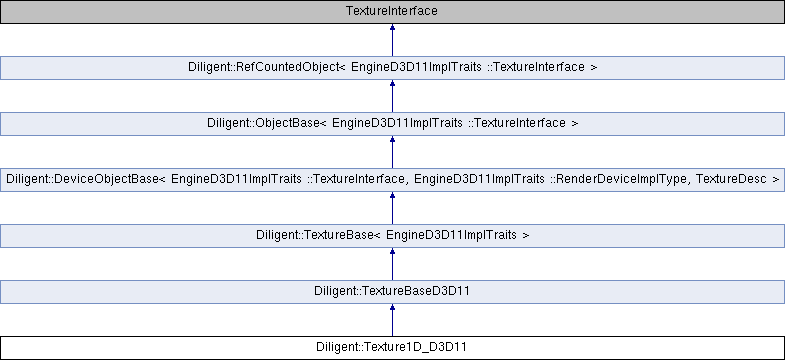 TextureInterface
Diligent::RefCountedObject< EngineD3D11ImplTraits ::TextureInterface >
Diligent::ObjectBase< EngineD3D11ImplTraits ::TextureInterface >
Diligent::DeviceObjectBase< EngineD3D11ImplTraits ::TextureInterface, EngineD3D11ImplTraits ::RenderDeviceImplType, TextureDesc >
Diligent::TextureBase< EngineD3D11ImplTraits >
Diligent::TextureBaseD3D11
Diligent::Texture1D_D3D11